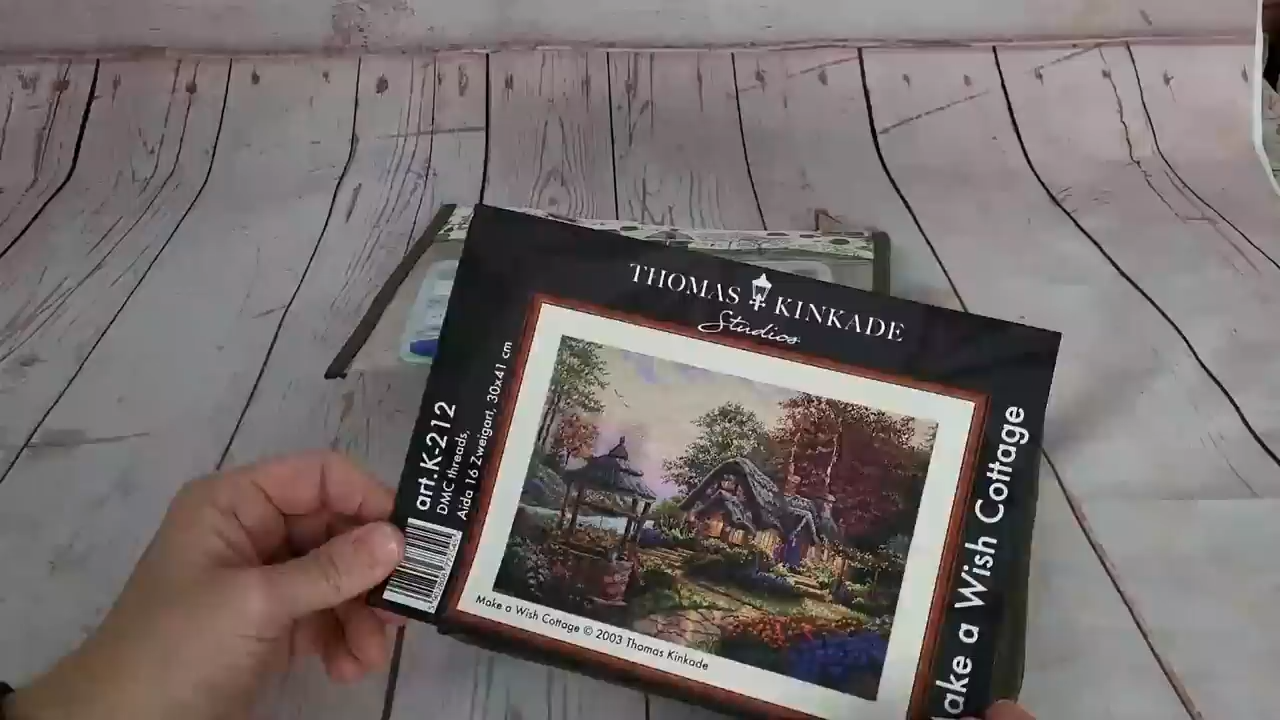 THOMAS KINKADE
Studios
art.K-212
DMC threads,
Aida 16 Zweigart, 30x41 cm
Make a Wish Cottage © 2003 Thomas Kinkade
ake a Wish Cottage